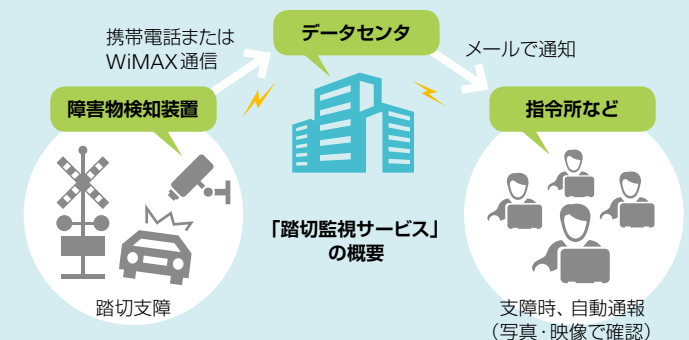 携帯電話または
WiMAX通信
データセンタ
メールで通知
障害物検知装置
指令所など
「踏切監視サービス」
の概要
踏切支障
支障時、自動通報
（写真・映像で確認）